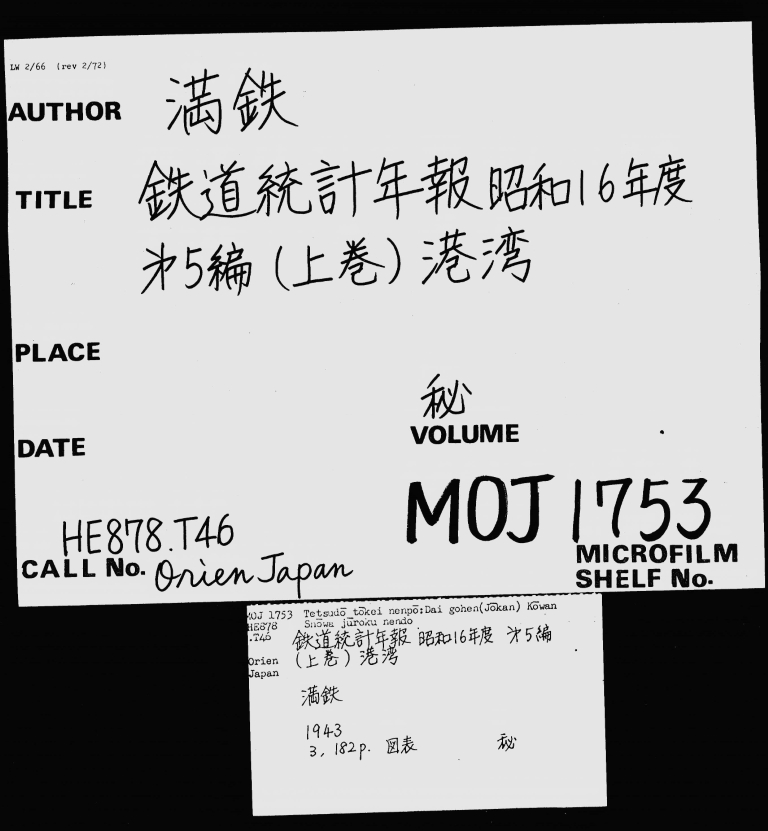 LW 2/66 (rev 2/72)
AUTHOR 満鉄
TITLE 鉄道統計年報 昭和16年度
㐧5編 (上巻) 港湾
PLACE
秘
DATE
VOLUME
MOJ 1753
HE878.T46
MICROFILM
CALL No. Orien Japan
SHELF No.
MOJ 1753 Tetsudō tōkei nenpō:Dai gohen(Jōkan) Kōwan
HE878 Shōwa jūroku nendo
.T46 鉄道統計年報 昭和16年度 㐧5編
Orien (上巻) 港湾
Japan
満鉄
1943
3, 182p. 図表 秘